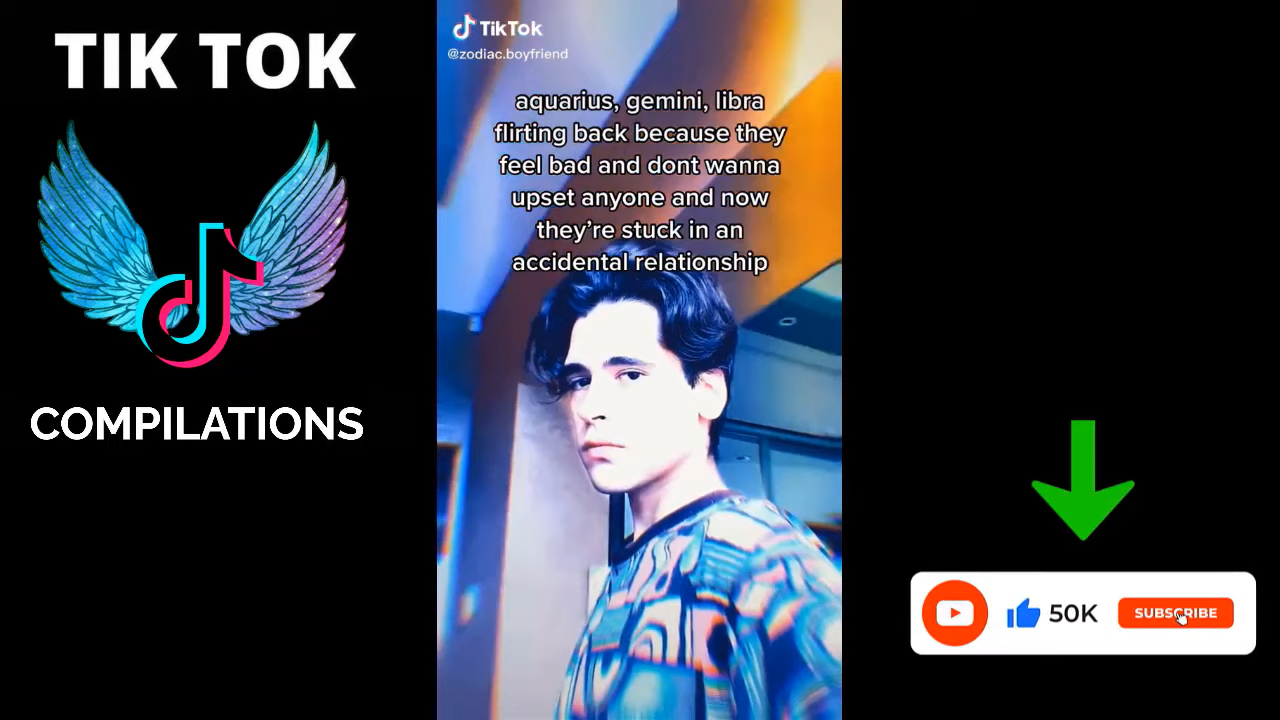 TIK TOK
COMPILATIONS
TikTok
@zodiac.boyfriend
aquarius, gemini, libra
flirting back because they
feel bad and dont wanna
upset anyone and now
they’re stuck in an
accidental relationship
50K
SUBSCRIBE